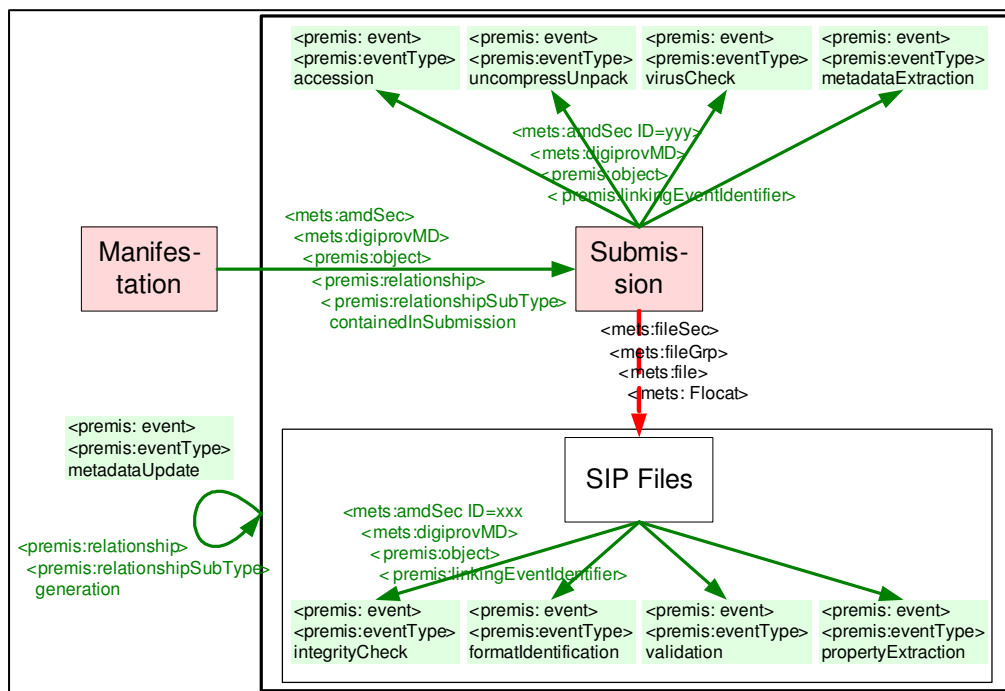 <premis: event>
<premis:eventType>
accession
<premis: event>
<premis:eventType>
uncompressUnpack
<premis: event>
<premis:eventType>
virusCheck
<premis: event>
<premis:eventType>
metadataExtraction
<mets:amdSec ID=yyy>
<mets:digiprovMD>
<premis:object>
< premis:linkingEventIdentifier>
<mets:amdSec>
<mets:digiprovMD>
<premis:object>
<premis:relationship>
<premis:relationshipSubType>
containedInSubmission
Manifes-
tation
Submis-
sion
<mets:fileSec>
<mets:fileGrp>
<mets:file>
<mets: Flocat>
<premis: event>
<premis:eventType>
metadataUpdate
<premis:relationship>
<premis:relationshipSubType>
generation
SIP Files
<mets:amdSec ID=xxx
<mets:digiprovMD>
<premis:object>
< premis:linkingEventIdentifier>
<premis: event>
<premis:eventType>
integrityCheck
<premis: event>
<premis:eventType>
formatIdentification
<premis: event>
<premis:eventType>
validation
<premis: event>
<premis:eventType>
propertyExtraction